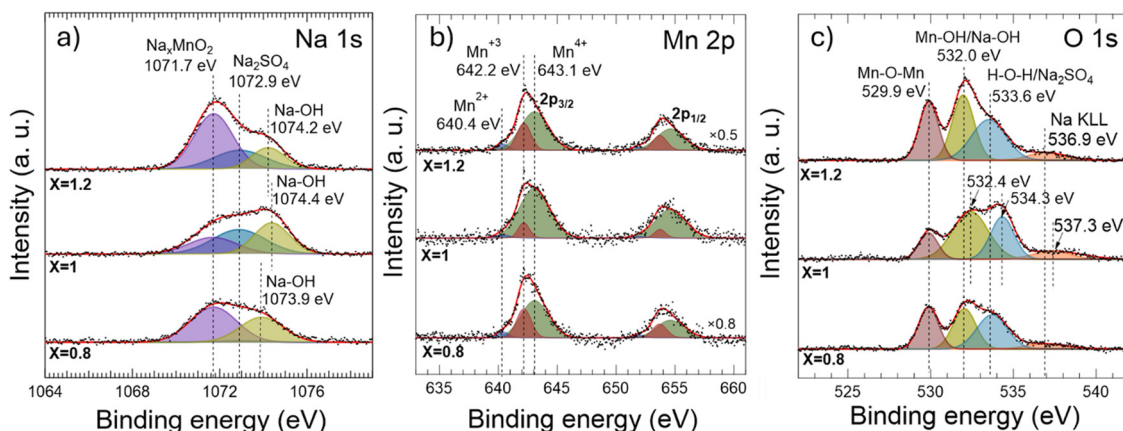 a) Na 1s
NaₓMnO₂
1071.7 eV
Na₂SO₄
1072.9 eV
Na-OH
1074.2 eV
X=1.2
Na-OH
1074.4 eV
X=1
Na-OH
1073.9 eV
X=0.8
Intensity (a. u.)
1064 1070 1072 1076 1079
Binding energy (eV)
b) Mn 2p
Mn⁺³
642.2 eV
Mn⁴⁺
643.1 eV
Mn²⁺
640.4 eV
2p₃/₂
2p₁/₂
×0.5
X=1.2
X=1
×0.8
X=0.8
Intensity (a. u.)
635 640 645 650 655 660
Binding energy (eV)
c) O 1s
Mn-OH/Na-OH
532.0 eV
Mn-O-Mn
529.9 eV
H-O-H/Na₂SO₄
533.6 eV
Na KLL
536.9 eV
X=1.2
532.4 eV
534.3 eV
537.3 eV
X=1
X=0.8
Intensity (a. u.)
525 530 535 540
Binding energy (eV)